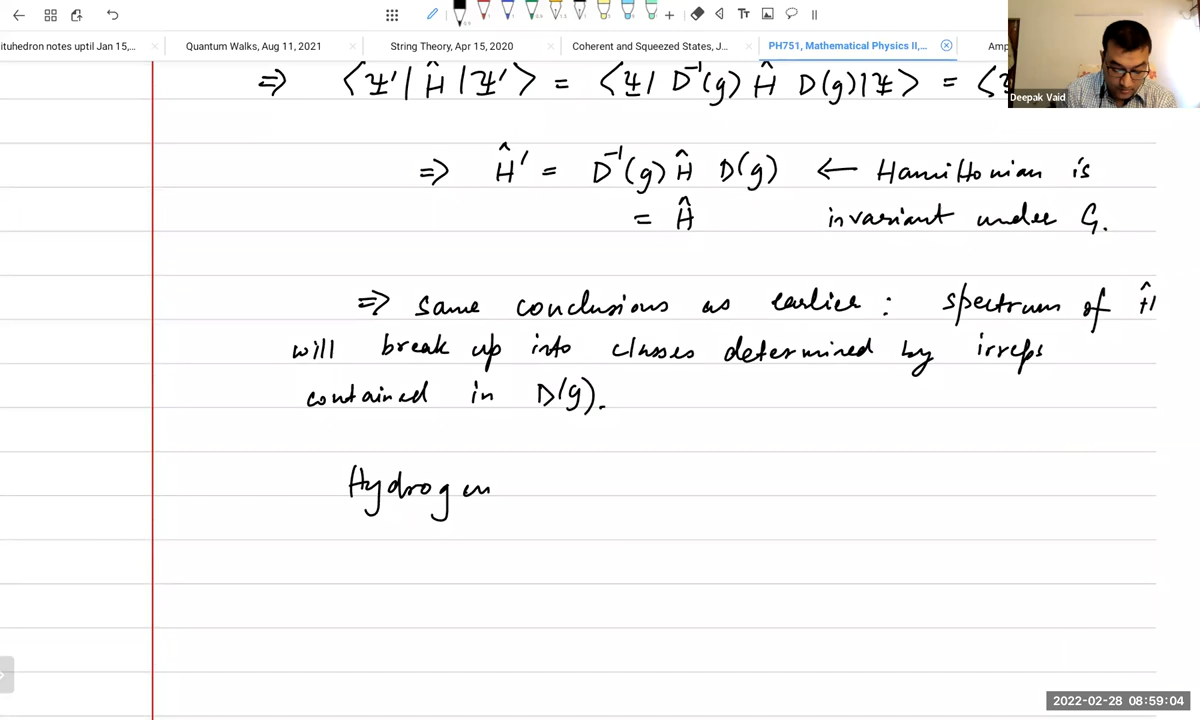 ituhedron notes uptil Jan 15,...
Quantum Walks, Aug 11, 2021
String Theory, Apr 15, 2020
Coherent and Squeezed States, J...
PH751, Mathematical Physics II,...
Amp
⇒ ⟨Ψ'| Ĥ |Ψ'⟩ = ⟨Ψ| D⁻¹(g) Ĥ D(g)|Ψ⟩ = ⟨
Deepak Vaid
⇒ Ĥ' = D⁻¹(g) Ĥ D(g) ← Hamiltonian is
= Ĥ invariant under G.
⇒ same conclusions as earlier : spectrum of Ĥ
will break up into classes determined by irreps
contained in D(g).
Hydrogen
2022-02-28 08:59:04